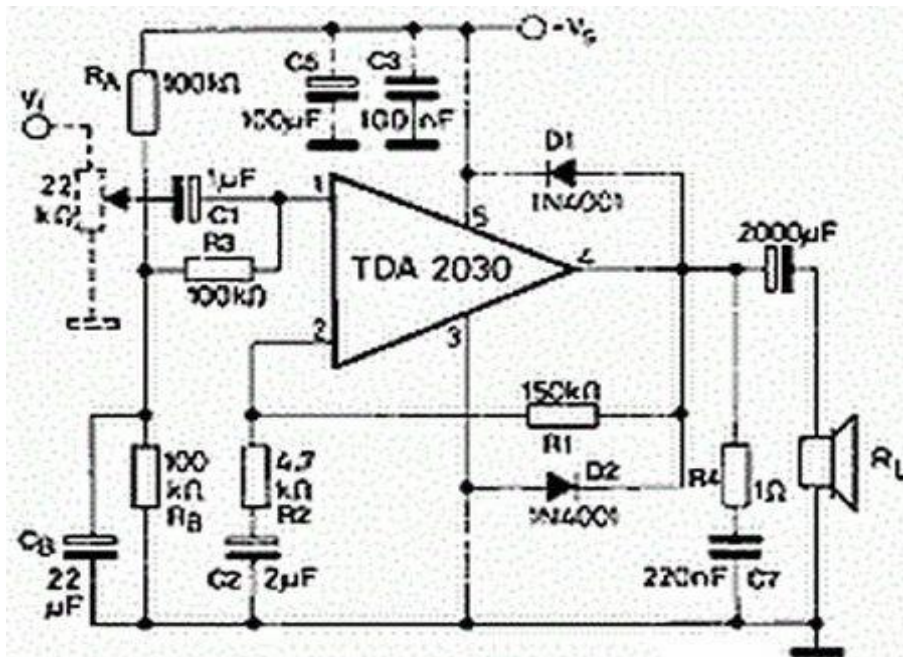 C5
C3
RA
100kΩ
100µF
100 nF
Vi
D1
1N4001
22
kΩ
1µF
C1
1
5
R3
100kΩ
TDA 2030
4
2000µF
2
3
150kΩ
R1
100
kΩ
RB
4.7
kΩ
R2
D2
1N4001
R4
1Ω
RL
CB
22
µF
C2
2µF
220nF
C7